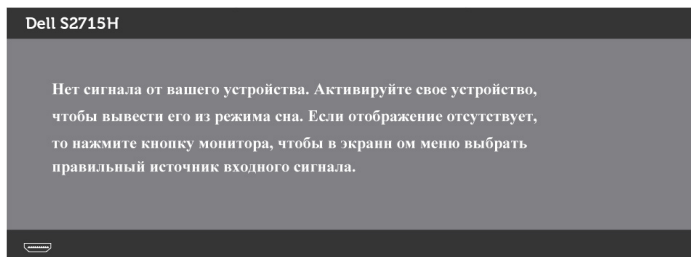 Dell S2715H
Нет сигнала от вашего устройства. Активируйте свое устройство,
чтобы вывести его из режима сна. Если отображение отсутствует,
то нажмите кнопку монитора, чтобы в экранн ом меню выбрать
правильный источник входного сигнала.